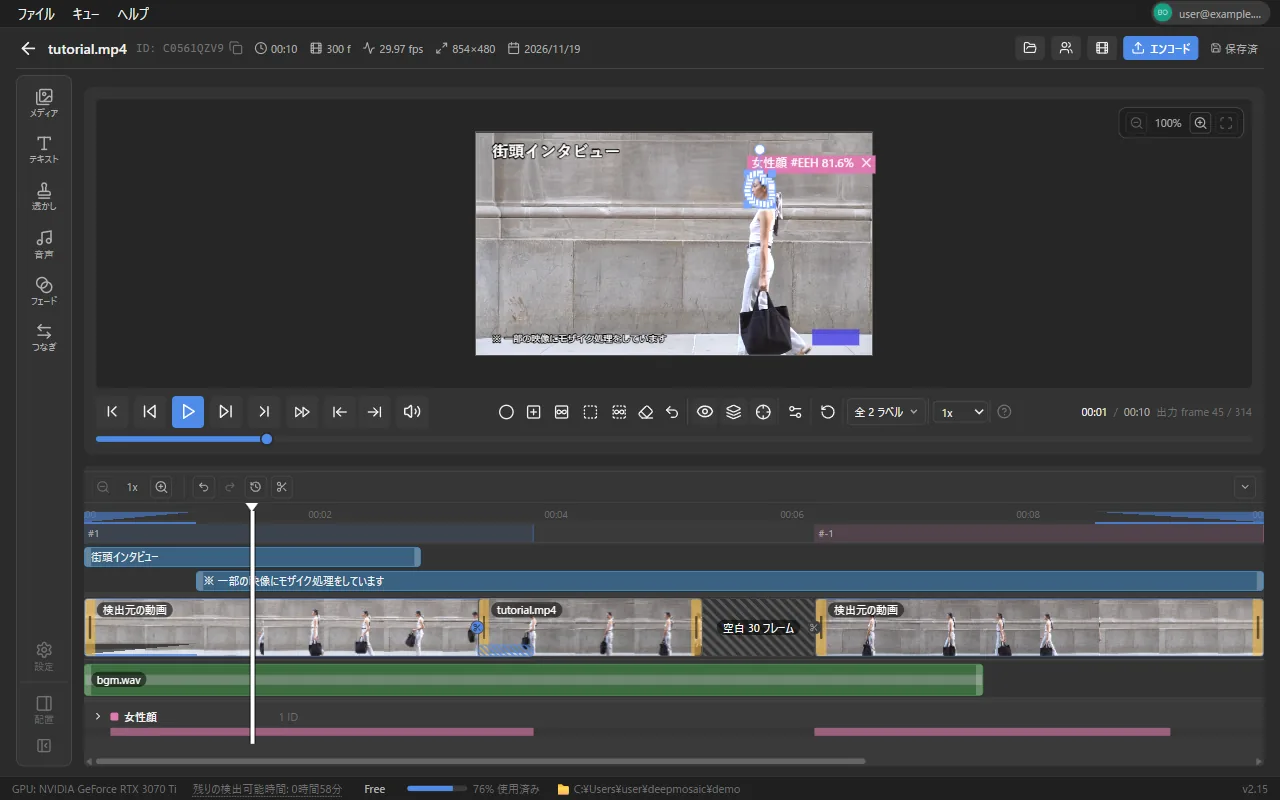 ファイル キュー ヘルプ
BO user@example....
tutorial.mp4 ID: C0561QZV9 00:10 300 f 29.97 fps 854×480 2026/11/19 エンコード 保存済
メディア
テキスト
透かし
音声
フェード
つなぎ
設定
配置
100%
街頭インタビュー
女性顔 #EEH 81.6%
※ 一部の映像にモザイク処理をしています
全 2 ラベル 1x 00:01 / 00:10 出力 frame 45 / 314
1x
00 00:02 00:04 00:06 00:08 00
#1 #-1
街頭インタビュー
※ 一部の映像にモザイク処理をしています
検出元の動画 tutorial.mp4 空白 30 フレーム 検出元の動画
bgm.wav
女性顔 1 ID
GPU: NVIDIA GeForce RTX 3070 Ti 残りの検出可能時間: 0時間58分 Free 76% 使用済み C:¥Users¥user¥deepmosaic¥demo v2.15